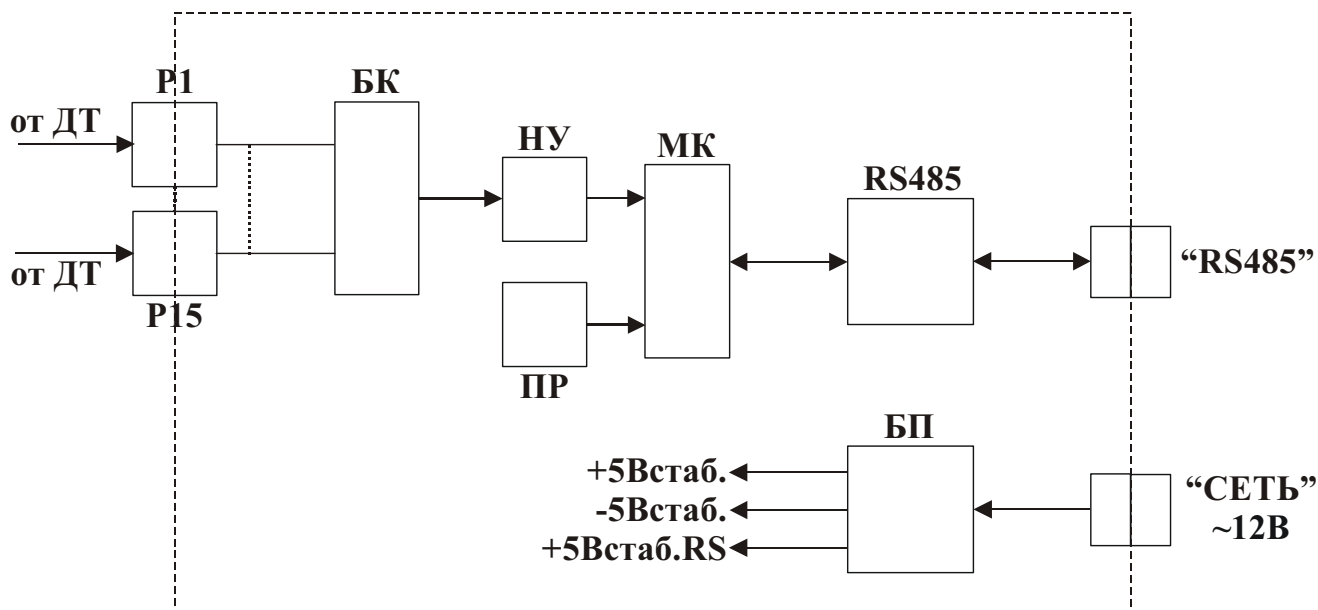 Р1
от ДТ
БК
НУ
МК
RS485
от ДТ
Р15
“RS485”
ПР
БП
+5Встаб.
-5Встаб.
+5Встаб.RS
“СЕТЬ”
~12В